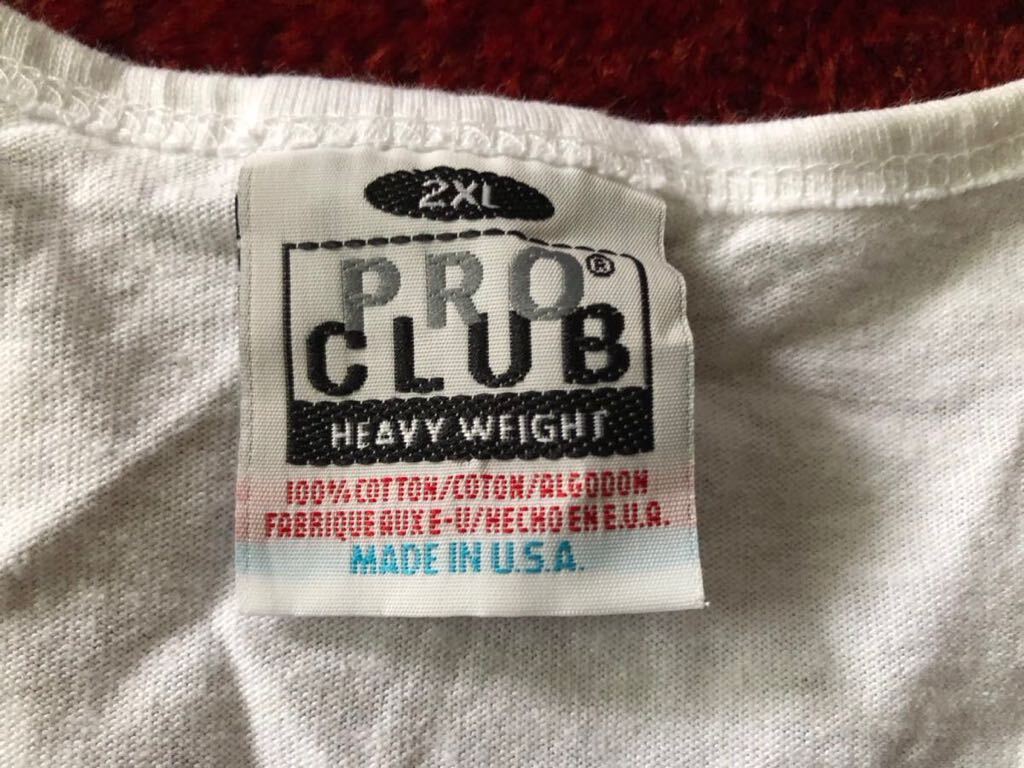 2XL
PRO®
CLUB
HEAVY WEIGHT
100% COTTON/COTON/ALGODON
FABRIQUE AUX E-U/HECHO EN E.U.A.
MADE IN U.S.A.